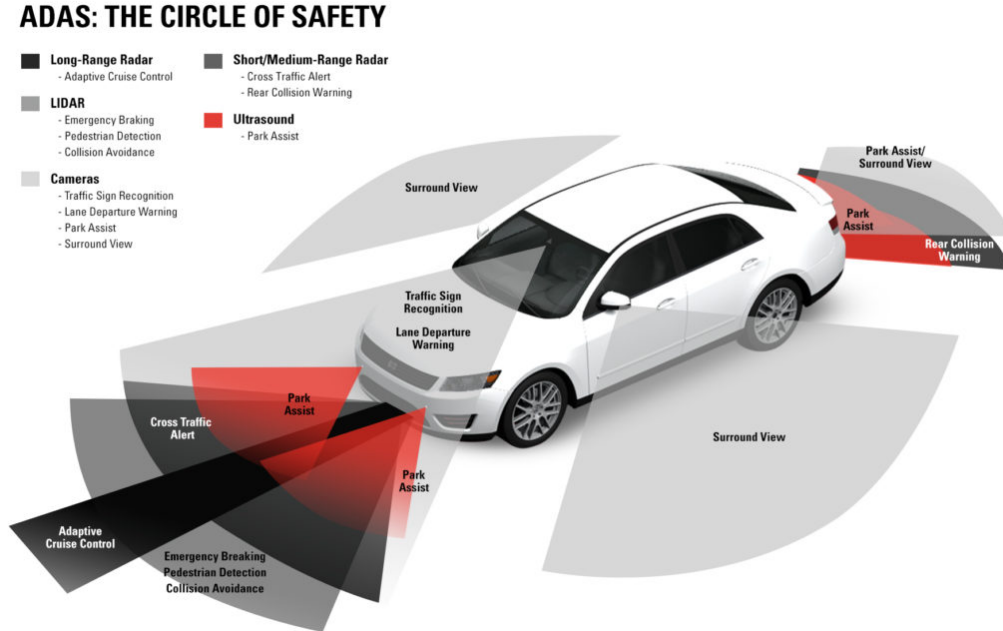 ADAS: THE CIRCLE OF SAFETY
Long-Range Radar
- Adaptive Cruise Control
LIDAR
- Emergency Braking
- Pedestrian Detection
- Collision Avoidance
Cameras
- Traffic Sign Recognition
- Lane Departure Warning
- Park Assist
- Surround View
Short/Medium-Range Radar
- Cross Traffic Alert
- Rear Collision Warning
Ultrasound
- Park Assist
Surround View
Park Assist/
Surround View
Park
Assist
Rear Collision
Warning
Traffic Sign
Recognition
Lane Departure
Warning
Park
Assist
Cross Traffic
Alert
Surround View
Park
Assist
Adaptive
Cruise Control
Emergency Breaking
Pedestrian Detection
Collision Avoidance